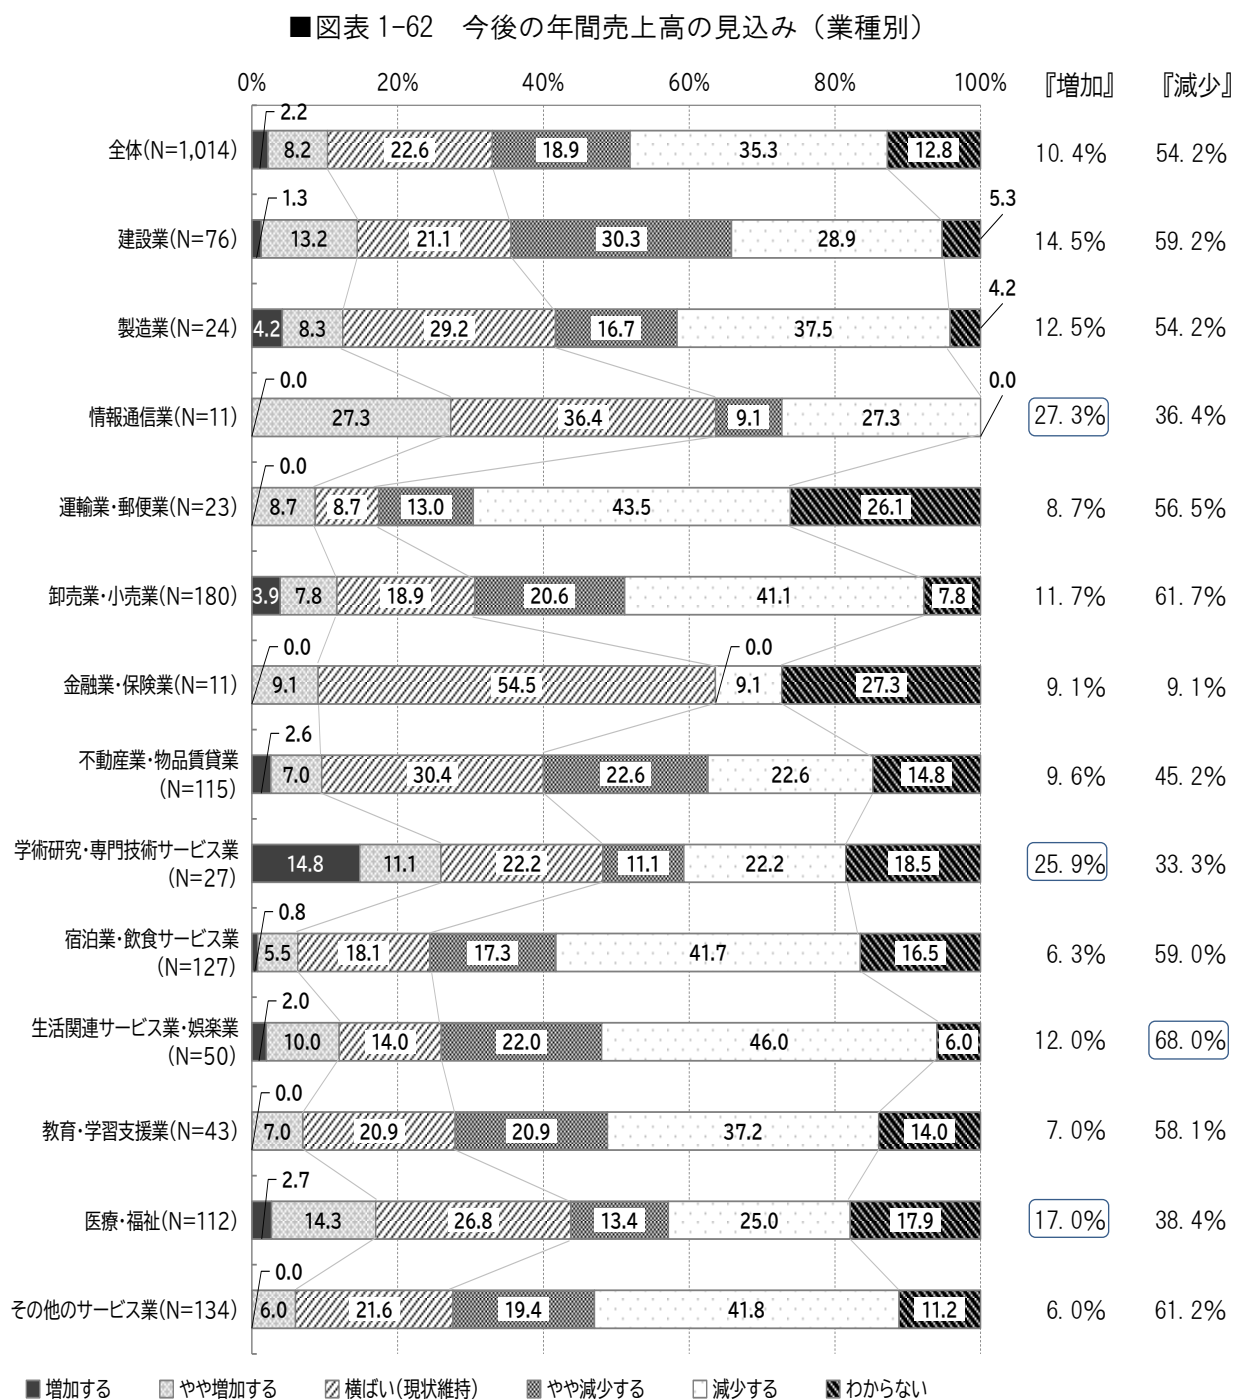 ■図表 1-62　今後の年間売上高の見込み（業種別）
0% 20% 40% 60% 80% 100% 『増加』 『減少』
2.2
全体(N=1,014) 8.2 22.6 18.9 35.3 12.8 10.4% 54.2%
1.3 5.3
建設業(N=76) 13.2 21.1 30.3 28.9 14.5% 59.2%
4.2
製造業(N=24) 4.2 8.3 29.2 16.7 37.5 12.5% 54.2%
0.0 0.0
情報通信業(N=11) 27.3 36.4 9.1 27.3 27.3% 36.4%
0.0
運輸業・郵便業(N=23) 8.7 8.7 13.0 43.5 26.1 8.7% 56.5%
卸売業・小売業(N=180) 3.9 7.8 18.9 20.6 41.1 7.8 11.7% 61.7%
0.0 0.0
金融業・保険業(N=11) 9.1 54.5 9.1 27.3 9.1% 9.1%
2.6
不動産業・物品賃貸業
(N=115) 7.0 30.4 22.6 22.6 14.8 9.6% 45.2%
学術研究・専門技術サービス業
(N=27) 14.8 11.1 22.2 11.1 22.2 18.5 25.9% 33.3%
0.8
宿泊業・飲食サービス業
(N=127) 5.5 18.1 17.3 41.7 16.5 6.3% 59.0%
2.0
生活関連サービス業・娯楽業
(N=50) 10.0 14.0 22.0 46.0 6.0 12.0% 68.0%
0.0
教育・学習支援業(N=43) 7.0 20.9 20.9 37.2 14.0 7.0% 58.1%
2.7
医療・福祉(N=112) 14.3 26.8 13.4 25.0 17.9 17.0% 38.4%
0.0
その他のサービス業(N=134) 6.0 21.6 19.4 41.8 11.2 6.0% 61.2%
増加する やや増加する 横ばい(現状維持) やや減少する 減少する わからない